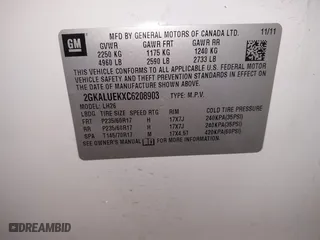 GM
MFD BY GENERAL MOTORS OF CANADA LTD. 11/11
GVWR GAWR FRT GAWR RR
2250 KG 1175 KG 1240 KG
4960 LB 2590 LB 2733 LB
THIS VEHICLE CONFORMS TO ALL APPLICABLE U.S. FEDERAL MOTOR
VEHICLE SAFETY AND THEFT PREVENTION STANDARDS IN EFFECT ON
THE DATE OF MANUFACTURE SHOWN ABOVE.
2GKALUEKXC6208903 TYPE: M.P.V.
MODEL: LH26
LBDG TIRE SIZE SPEED RTG RIM COLD TIRE PRESSURE
FRT P235/60R17 H 17X7J 240KPA(35PSI)
RR P235/60R17 H 17X7J 240KPA(35PSI)
SPA T145/70R17 M 17X4.5T 420KPA(60PSI)
SEE OWNER'S MANUAL FOR MORE INFORMATION.
DREAMBID